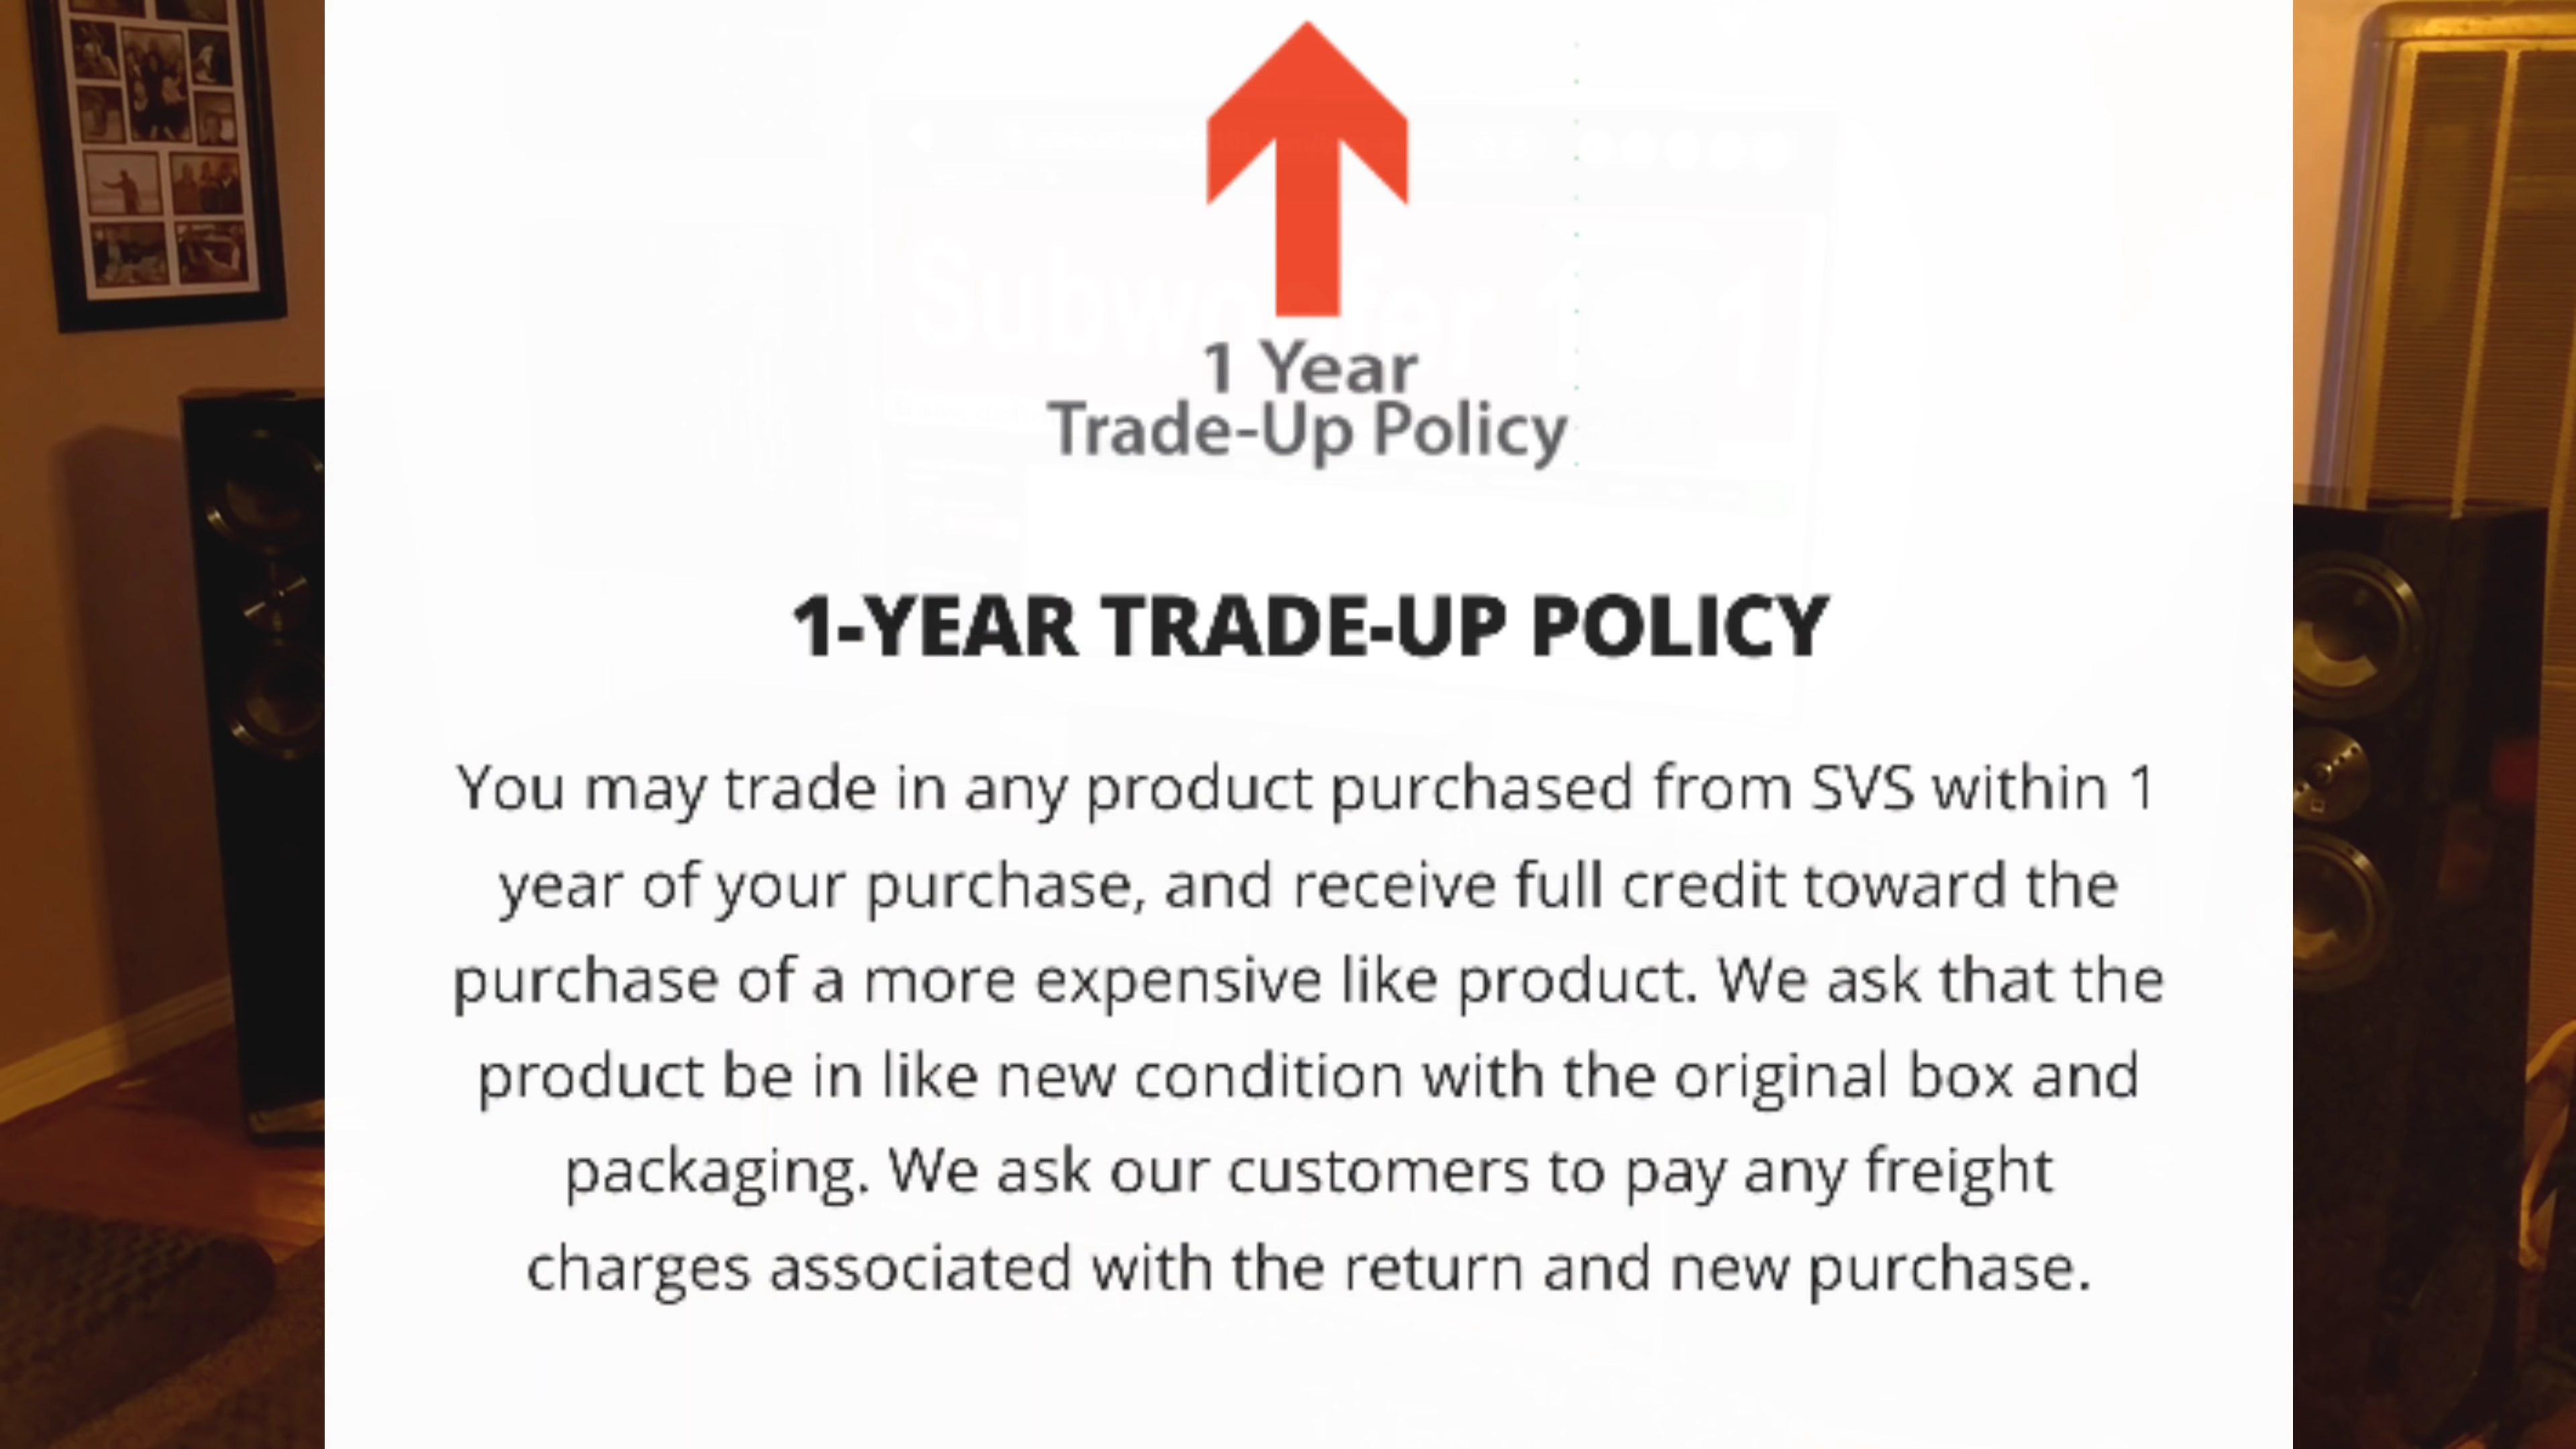 1 Year
Trade-Up Policy
1-YEAR TRADE-UP POLICY
You may trade in any product purchased from SVS within 1
year of your purchase, and receive full credit toward the
purchase of a more expensive like product. We ask that the
product be in like new condition with the original box and
packaging. We ask our customers to pay any freight
charges associated with the return and new purchase.
Subwoofer